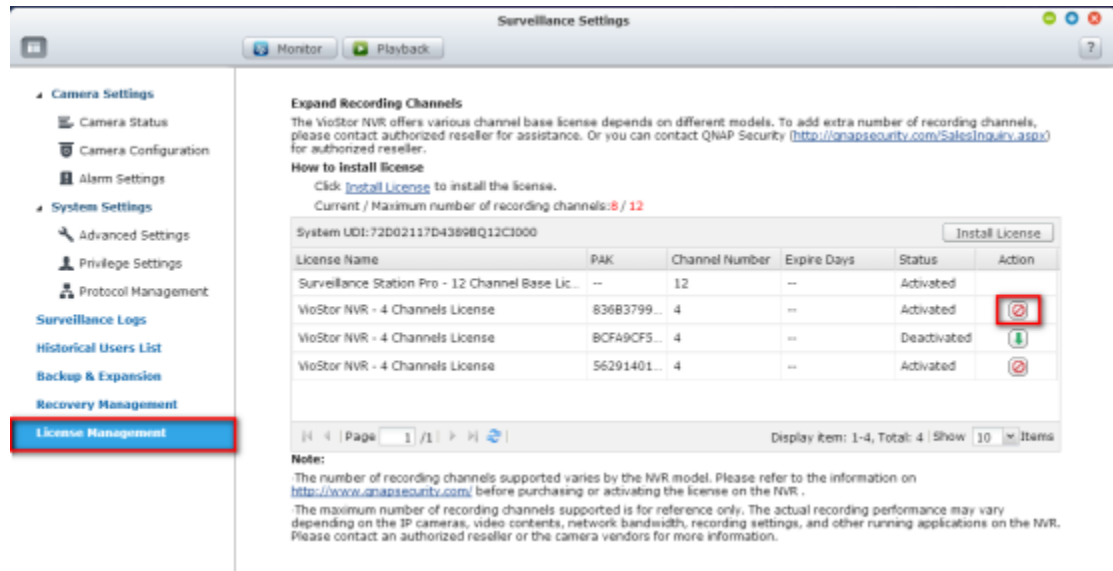 Surveillance Settings
Monitor
Playback
?
Camera Settings
Camera Status
Camera Configuration
Alarm Settings
System Settings
Advanced Settings
Privilege Settings
Protocol Management
Surveillance Logs
Historical Users List
Backup & Expansion
Recovery Management
License Management
Expand Recording Channels
The VioStor NVR offers various channel base license depends on different models. To add extra number of recording channels,
please contact authorized reseller for assistance. Or you can contact QNAP Security (http://qnapsecurity.com/SalesInquiry.aspx)
for authorized reseller.
How to install license
Click Install License to install the license.
Current / Maximum number of recording channels:8 / 12
System UDI:72D02117D4389BQ12CI000 Install License
License Name PAK Channel Number Expire Days Status Action
Surveillance Station Pro - 12 Channel Base Lic... -- 12 -- Activated
VioStor NVR - 4 Channels License 836B3799... 4 -- Activated
VioStor NVR - 4 Channels License BCFA9CF5... 4 -- Deactivated
VioStor NVR - 4 Channels License 56291401... 4 -- Activated
Page 1 /1 Display item: 1-4, Total: 4 Show 10 Items
Note:
·The number of recording channels supported varies by the NVR model. Please refer to the information on
http://www.qnapsecurity.com/ before purchasing or activating the license on the NVR .
·The maximum number of recording channels supported is for reference only. The actual recording performance may vary
depending on the IP cameras, video contents, network bandwidth, recording settings, and other running applications on the NVR.
Please contact an authorized reseller or the camera vendors for more information.